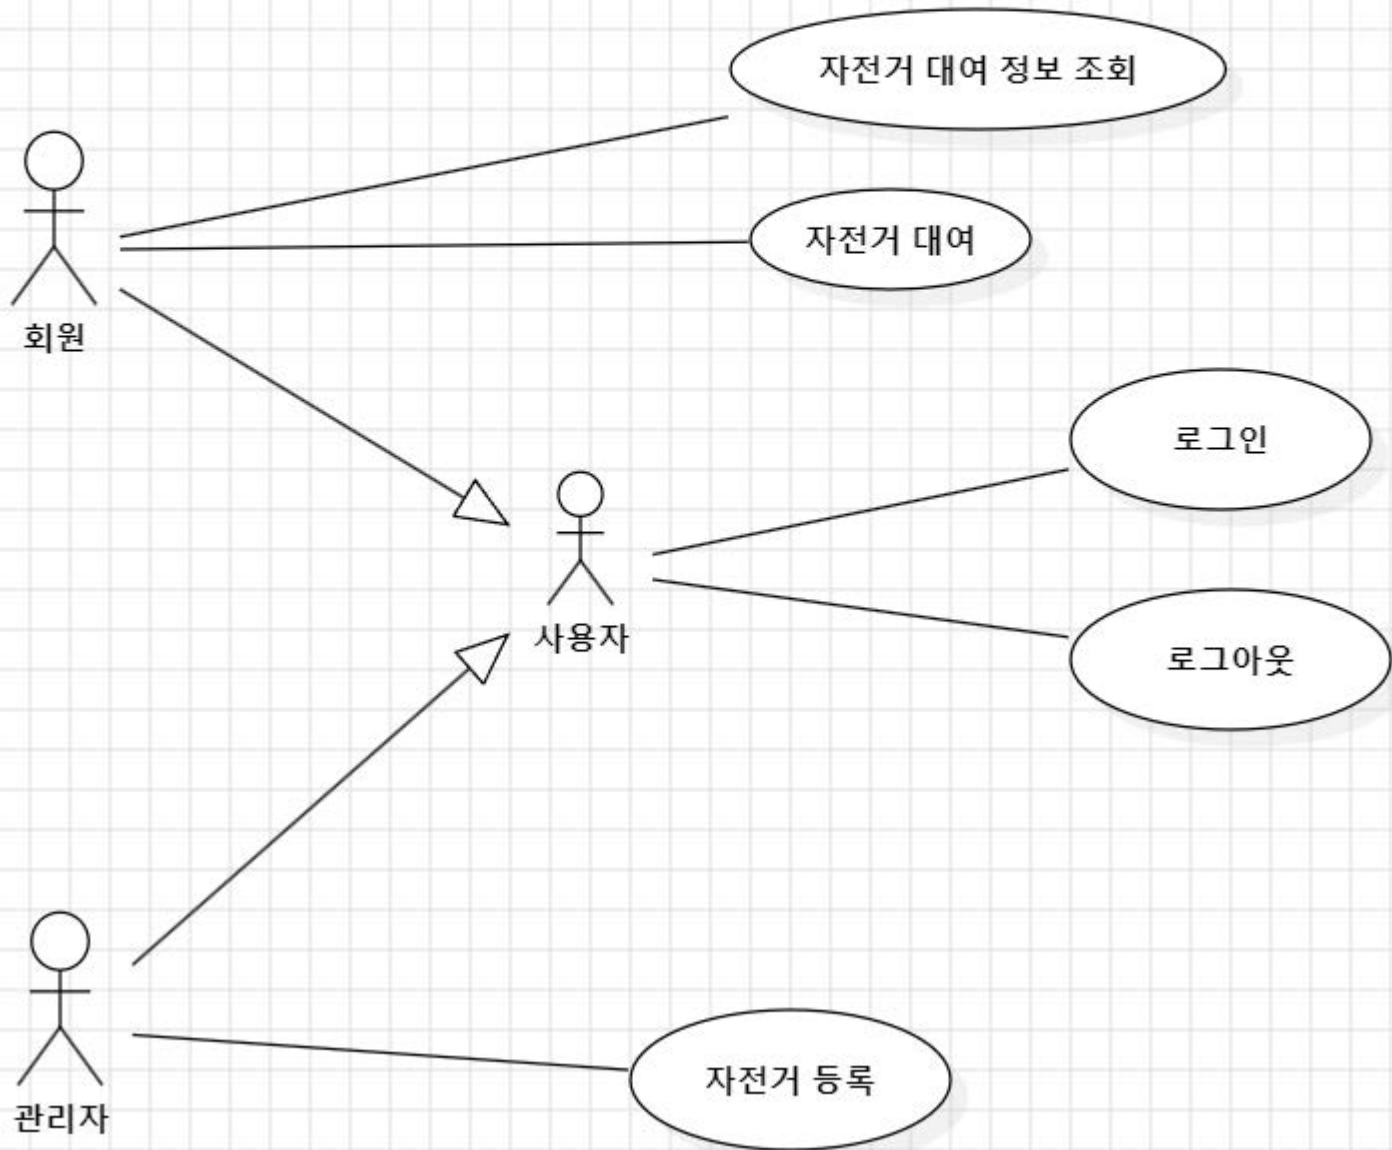 자전거 대여 정보 조회
자전거 대여
회원
로그인
사용자
로그아웃
자전거 등록
관리자